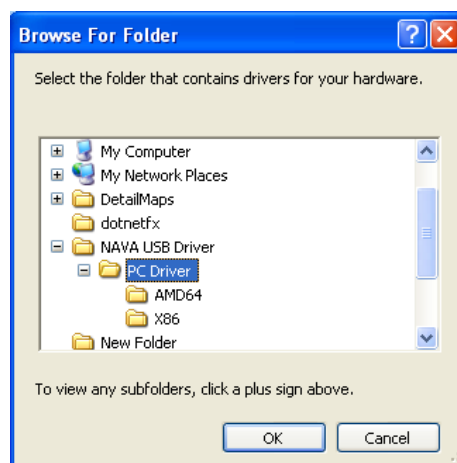 Browse For Folder
Select the folder that contains drivers for your hardware.
My Computer
My Network Places
DetailMaps
dotnetfx
NAVA USB Driver
PC Driver
AMD64
X86
New Folder
To view any subfolders, click a plus sign above.
OK Cancel